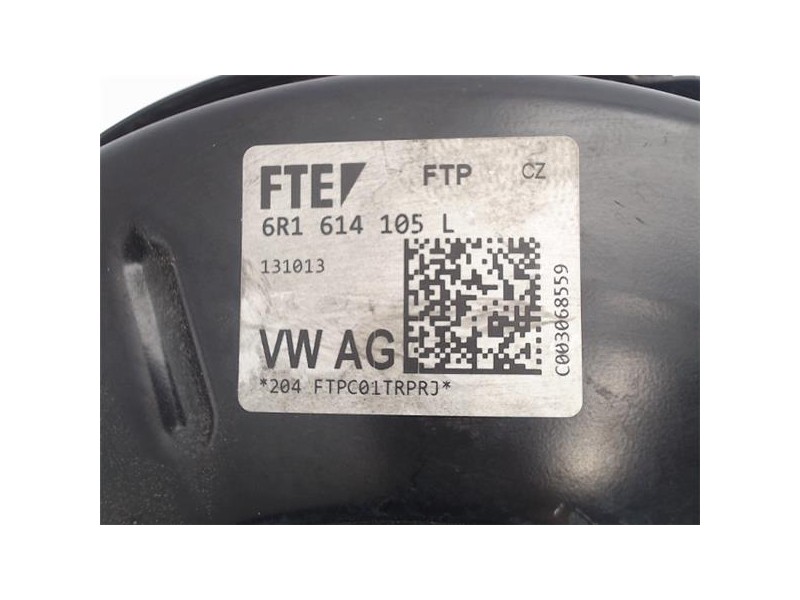 FTE FTP CZ
6R1 614 105 L
131013
C003068559
VW AG
*204 FTPC01TRPRJ*